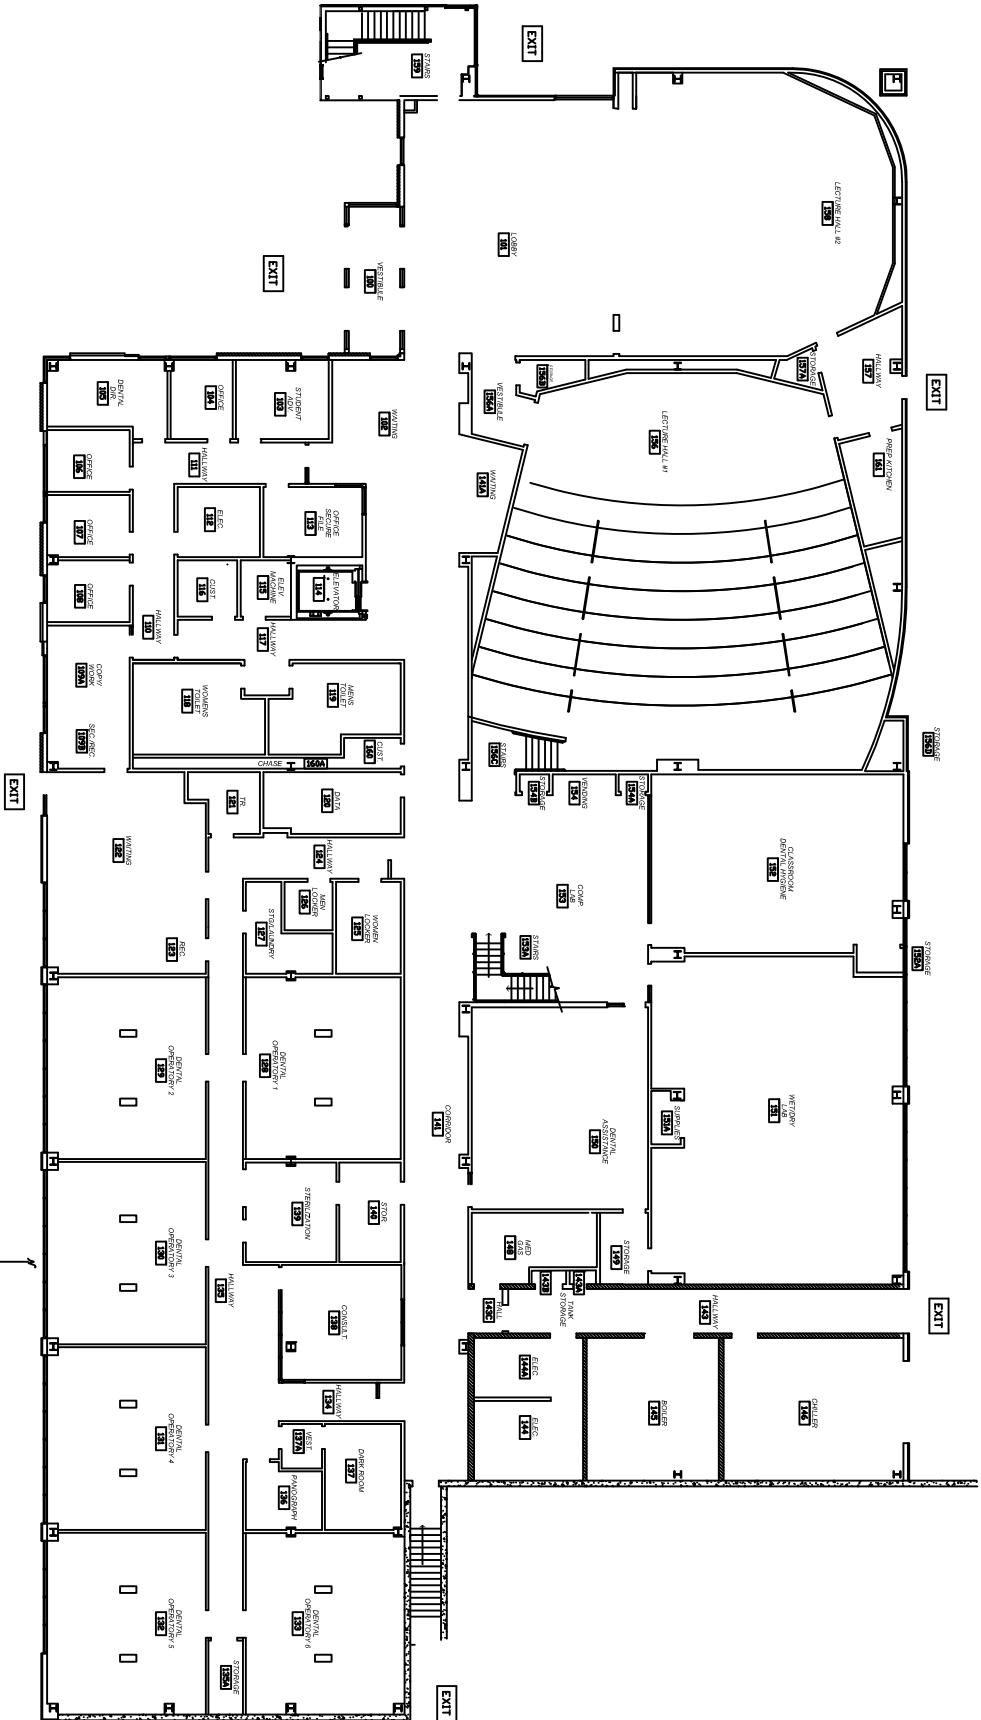 EXIT
STAIRS
159
LECTURE HALL #2
158
LOBBY
101
VESTIBULE
100
EXIT
EXIT
HALLWAY
157
STORAGE
157A
156B
VESTIBULE
156A
LECTURE HALL #1
156
PREP KITCHEN
161
WAITING
141A
WAITING
102
STUDENT
ADV.
103
OFFICE
104
DENTAL
DIR.
105
OFFICE
106
HALLWAY
111
OFFICE
107
ELEC.
112
OFFICE
SECURE
FILE
113
OFFICE
108
CUST.
116
ELEV.
MACHINE
115
ELEVATOR
114
HALLWAY
110
HALLWAY
117
COPY/
WORK
109A
SEC./REC.
109B
WOMENS
TOILET
118
MENS
TOILET
119
CUST.
160
CHASE
160A
STAIRS
156C
STORAGE
156D
EXIT
TR.
121
DATA
120
STORAGE
154B
VENDING
154
STORAGE
154A
CLASSROOM
DENTAL HYGIENE
152
WAITING
122
HALLWAY
124
MEN
LOCKER
126
WOMEN
LOCKER
125
STG/LAUNDRY
127
REC.
123
COMP.
LAB
153
STAIRS
153A
STORAGE
152A
DENTAL
OPERATORY 2
129
DENTAL
OPERATORY 1
128
CORRIDOR
141
DENTAL
ASSISTANCE
150
SUPPLIES
151A
WET/DRY
LAB
151
STERILIZATION
139
STOR.
140
DENTAL
OPERATORY 3
130
HALLWAY
135
CONSULT.
138
MED
GAS
148
STORAGE
149
HALL
143C
143B
TANK
STORAGE
143A
HALLWAY
143
EXIT
HALLWAY
134
ELEC.
144A
ELEC.
144
BOILER
145
CHILLER
146
DENTAL
OPERATORY 4
131
VEST.
137A
DARK ROOM
137
PANOGRAPH
136
DENTAL
OPERATORY 5
132
DENTAL
OPERATORY 6
133
STORAGE
135A
EXIT